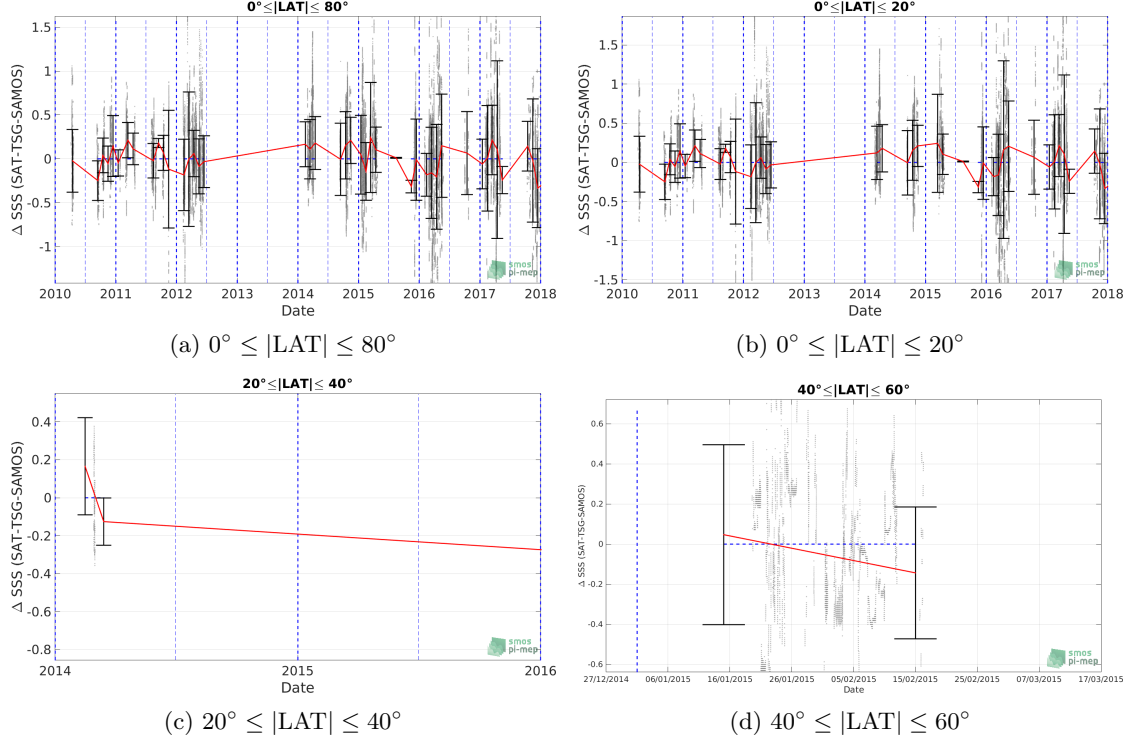 0°≤|LAT|≤ 80°
Δ SSS (SAT-TSG-SAMOS)
1.5
1
0.5
0
-0.5
-1
smos
pi-mep
2010 2011 2012 2013 2014 2015 2016 2017 2018
Date
(a) 0° ≤ |LAT| ≤ 80°
0°≤|LAT|≤ 20°
Δ SSS (SAT-TSG-SAMOS)
1.5
1
0.5
0
-0.5
-1
-1.5
smos
pi-mep
2010 2011 2012 2013 2014 2015 2016 2017 2018
Date
(b) 0° ≤ |LAT| ≤ 20°
20°≤|LAT|≤ 40°
Δ SSS (SAT-TSG-SAMOS)
0.4
0.2
0
-0.2
-0.4
-0.6
-0.8
smos
pi-mep
2014 2015 2016
Date
(c) 20° ≤ |LAT| ≤ 40°
40°≤|LAT|≤ 60°
Δ SSS (SAT-TSG-SAMOS)
0.6
0.4
0.2
0
-0.2
-0.4
-0.6
smos
pi-mep
27/12/2014 06/01/2015 16/01/2015 26/01/2015 05/02/2015 15/02/2015 25/02/2015 07/03/2015 17/03/2015
Date
(d) 40° ≤ |LAT| ≤ 60°